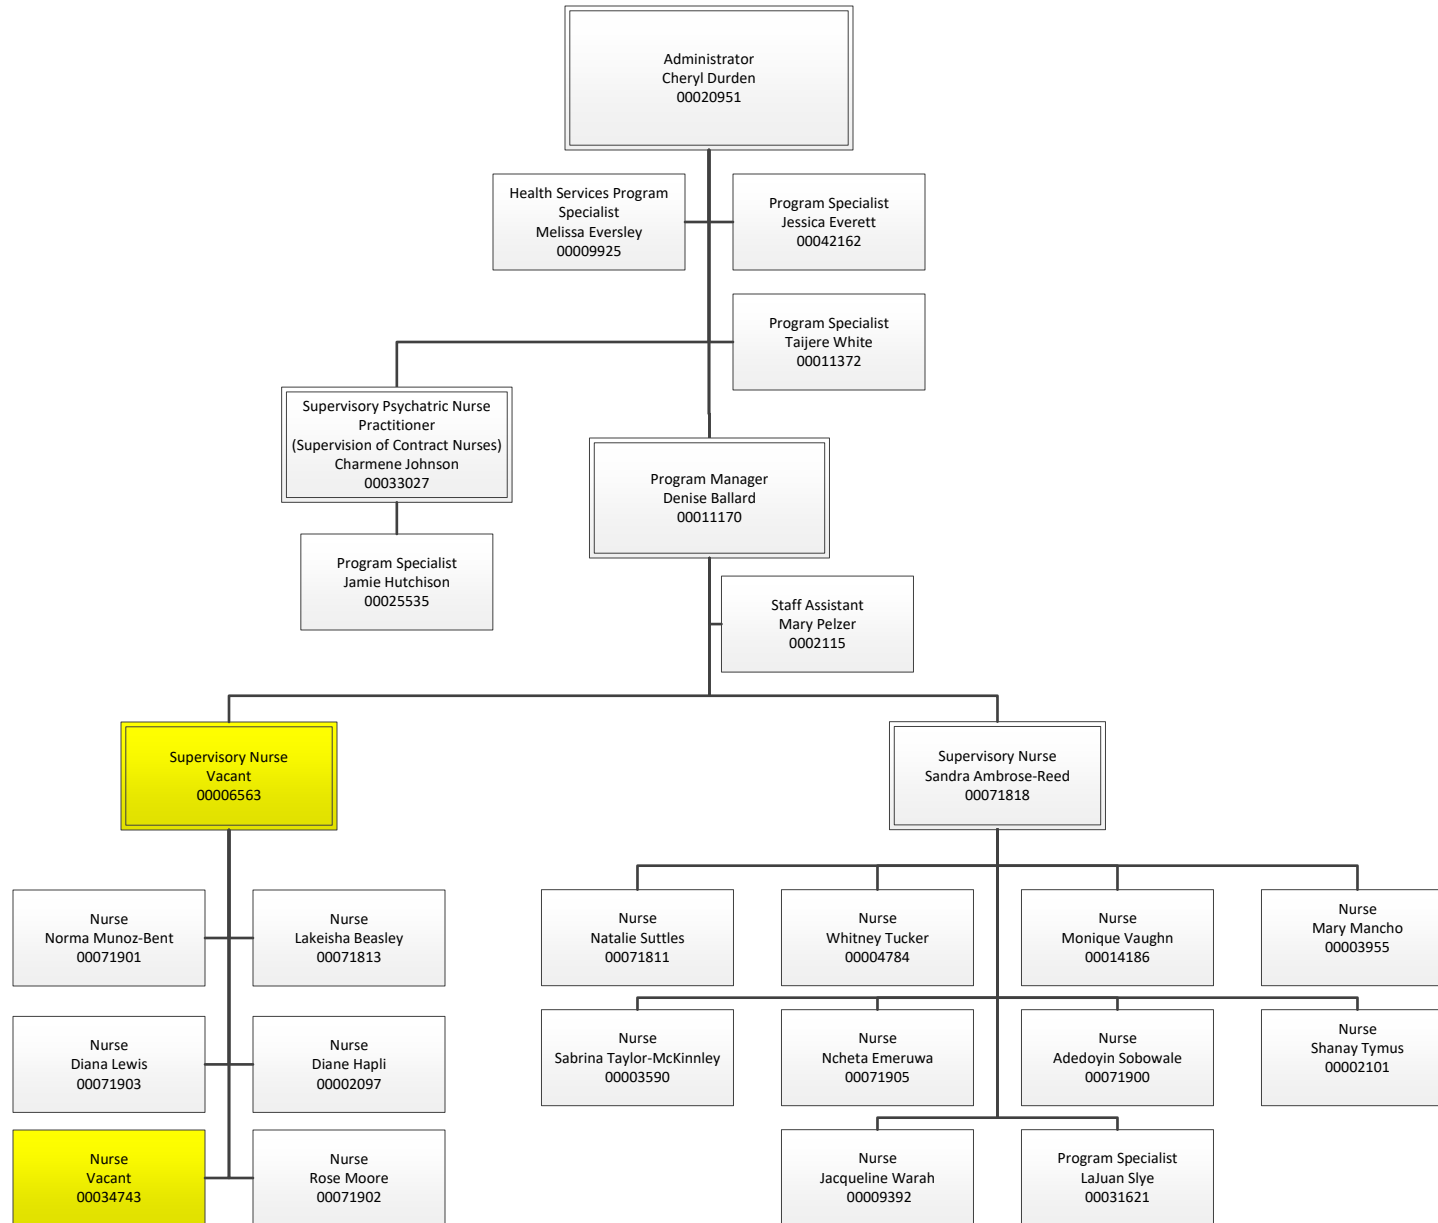 Administrator
Cheryl Durden
00020951
Health Services Program
Specialist
Melissa Eversley
00009925
Program Specialist
Jessica Everett
00042162
Program Specialist
Taijere White
00011372
Supervisory Psychatric Nurse
Practitioner
(Supervision of Contract Nurses)
Charmene Johnson
00033027
Program Manager
Denise Ballard
00011170
Program Specialist
Jamie Hutchison
00025535
Staff Assistant
Mary Pelzer
0002115
Supervisory Nurse
Vacant
00006563
Supervisory Nurse
Sandra Ambrose-Reed
00071818
Nurse
Norma Munoz-Bent
00071901
Nurse
Lakeisha Beasley
00071813
Nurse
Natalie Suttles
00071811
Nurse
Whitney Tucker
00004784
Nurse
Monique Vaughn
00014186
Nurse
Mary Mancho
00003955
Nurse
Diana Lewis
00071903
Nurse
Diane Hapli
00002097
Nurse
Sabrina Taylor-McKinnley
00003590
Nurse
Ncheta Emeruwa
00071905
Nurse
Adedoyin Sobowale
00071900
Nurse
Shanay Tymus
00002101
Nurse
Vacant
00034743
Nurse
Rose Moore
00071902
Nurse
Jacqueline Warah
00009392
Program Specialist
LaJuan Slye
00031621